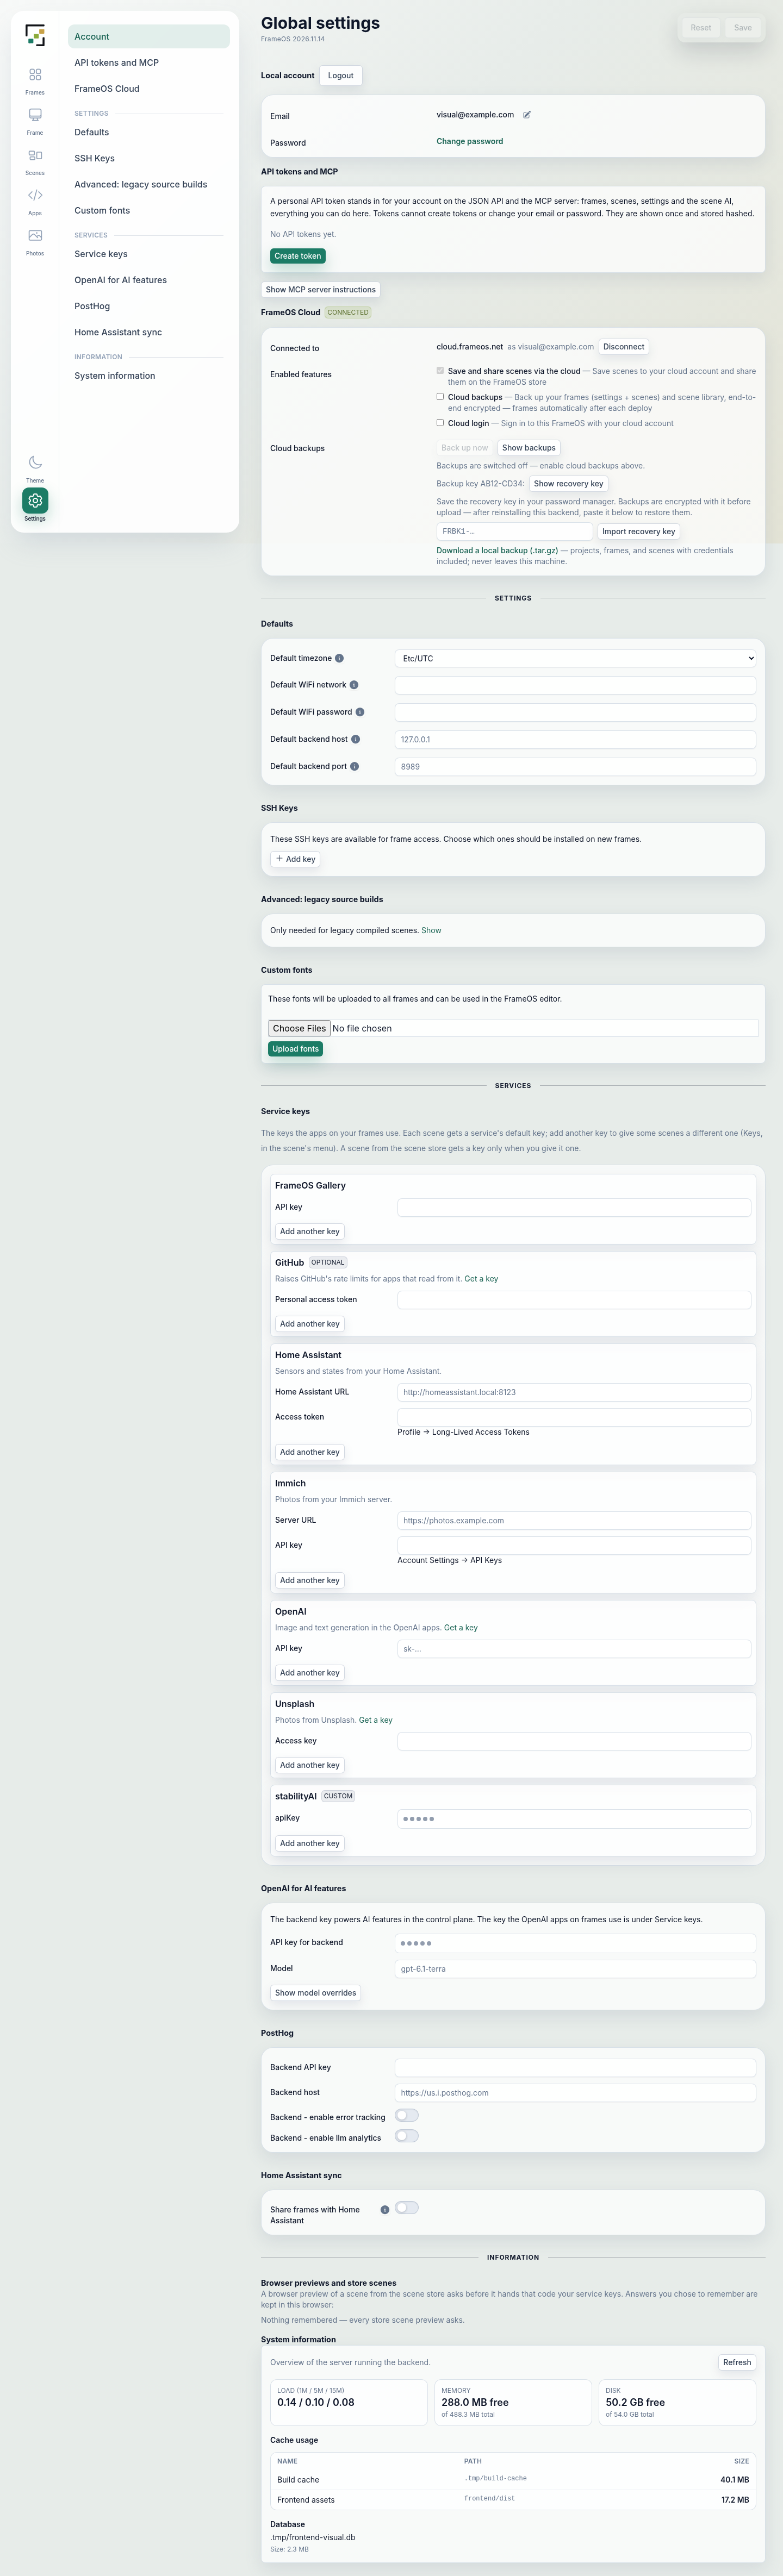 Frames
Frame
Scenes
Apps
Photos
Theme
Settings
Account
API tokens and MCP
FrameOS Cloud
SETTINGS
Defaults
SSH Keys
Advanced: legacy source builds
Custom fonts
SERVICES
Service keys
OpenAI for AI features
PostHog
Home Assistant sync
INFORMATION
System information
Global settings
FrameOS 2026.11.14
Reset
Save
Local account
Logout
Email
visual@example.com
Password
Change password
API tokens and MCP
A personal API token stands in for your account on the JSON API and the MCP server: frames, scenes, settings and the scene AI,
everything you can do here. Tokens cannot create tokens or change your email or password. They are shown once and stored hashed.
No API tokens yet.
Create token
Show MCP server instructions
FrameOS Cloud CONNECTED
Connected to
cloud.frameos.net as visual@example.com Disconnect
Enabled features
Save and share scenes via the cloud — Save scenes to your cloud account and share
them on the FrameOS store
Cloud backups — Back up your frames (settings + scenes) and scene library, end-to-
end encrypted — frames automatically after each deploy
Cloud login — Sign in to this FrameOS with your cloud account
Cloud backups
Back up now Show backups
Backups are switched off — enable cloud backups above.
Backup key AB12-CD34: Show recovery key
Save the recovery key in your password manager. Backups are encrypted with it before
upload — after reinstalling this backend, paste it below to restore them.
FRBK1-… Import recovery key
Download a local backup (.tar.gz) — projects, frames, and scenes with credentials
included; never leaves this machine.
SETTINGS
Defaults
Default timezone
Etc/UTC
Default WiFi network
Default WiFi password
Default backend host
127.0.0.1
Default backend port
8989
SSH Keys
These SSH keys are available for frame access. Choose which ones should be installed on new frames.
+ Add key
Advanced: legacy source builds
Only needed for legacy compiled scenes. Show
Custom fonts
These fonts will be uploaded to all frames and can be used in the FrameOS editor.
Choose Files No file chosen
Upload fonts
SERVICES
Service keys
The keys the apps on your frames use. Each scene gets a service's default key; add another key to give some scenes a different one (Keys,
in the scene's menu). A scene from the scene store gets a key only when you give it one.
FrameOS Gallery
API key
Add another key
GitHub OPTIONAL
Raises GitHub's rate limits for apps that read from it. Get a key
Personal access token
Add another key
Home Assistant
Sensors and states from your Home Assistant.
Home Assistant URL
http://homeassistant.local:8123
Access token
Profile → Long-Lived Access Tokens
Add another key
Immich
Photos from your Immich server.
Server URL
https://photos.example.com
API key
Account Settings → API Keys
Add another key
OpenAI
Image and text generation in the OpenAI apps. Get a key
API key
sk-...
Add another key
Unsplash
Photos from Unsplash. Get a key
Access key
Add another key
stabilityAI CUSTOM
apiKey
Add another key
OpenAI for AI features
The backend key powers AI features in the control plane. The key the OpenAI apps on frames use is under Service keys.
API key for backend
Model
gpt-6.1-terra
Show model overrides
PostHog
Backend API key
Backend host
https://us.i.posthog.com
Backend - enable error tracking
Backend - enable llm analytics
Home Assistant sync
Share frames with Home
Assistant
INFORMATION
Browser previews and store scenes
A browser preview of a scene from the scene store asks before it hands that code your service keys. Answers you chose to remember are
kept in this browser:
Nothing remembered — every store scene preview asks.
System information
Overview of the server running the backend.
Refresh
LOAD (1M / 5M / 15M)
0.14 / 0.10 / 0.08
MEMORY
288.0 MB free
of 488.3 MB total
DISK
50.2 GB free
of 54.0 GB total
Cache usage
NAME PATH SIZE
Build cache .tmp/build-cache 40.1 MB
Frontend assets frontend/dist 17.2 MB
Database
.tmp/frontend-visual.db
Size: 2.3 MB